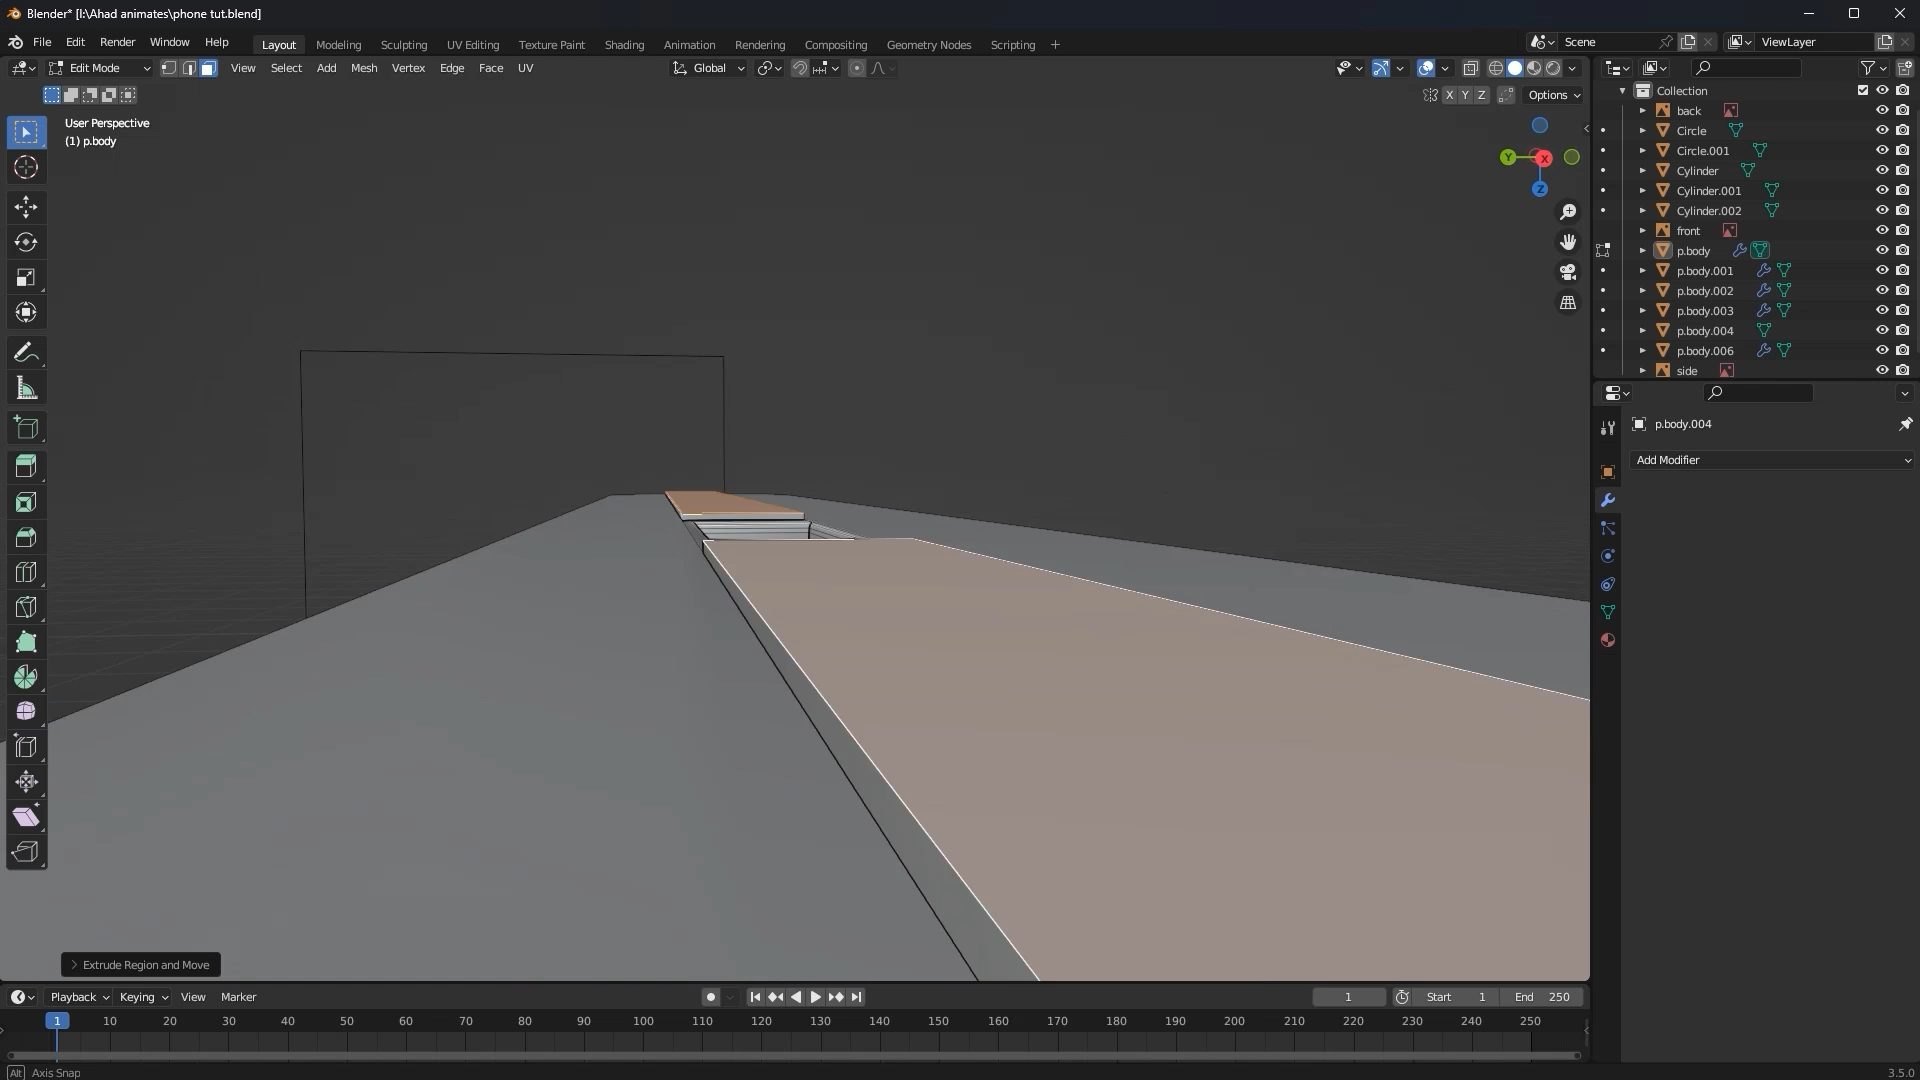 Blender* [I:\Ahad animates\phone tut.blend]
File Edit Render Window Help Layout Modeling Sculpting UV Editing Texture Paint Shading Animation Rendering Compositing Geometry Nodes Scripting + Scene ViewLayer
Edit Mode View Select Add Mesh Vertex Edge Face UV Global
X Y Z Options
User Perspective
(1) p.body
Y X
Z
Collection
back
Circle
Circle.001
Cylinder
Cylinder.001
Cylinder.002
front
p.body
p.body.001
p.body.002
p.body.003
p.body.004
p.body.006
side
p.body.004
Add Modifier
Extrude Region and Move
Playback Keying View Marker 1 Start 1 End 250
1 10 20 30 40 50 60 70 80 90 100 110 120 130 140 150 160 170 180 190 200 210 220 230 240 250
Alt Axis Snap 3.5.0